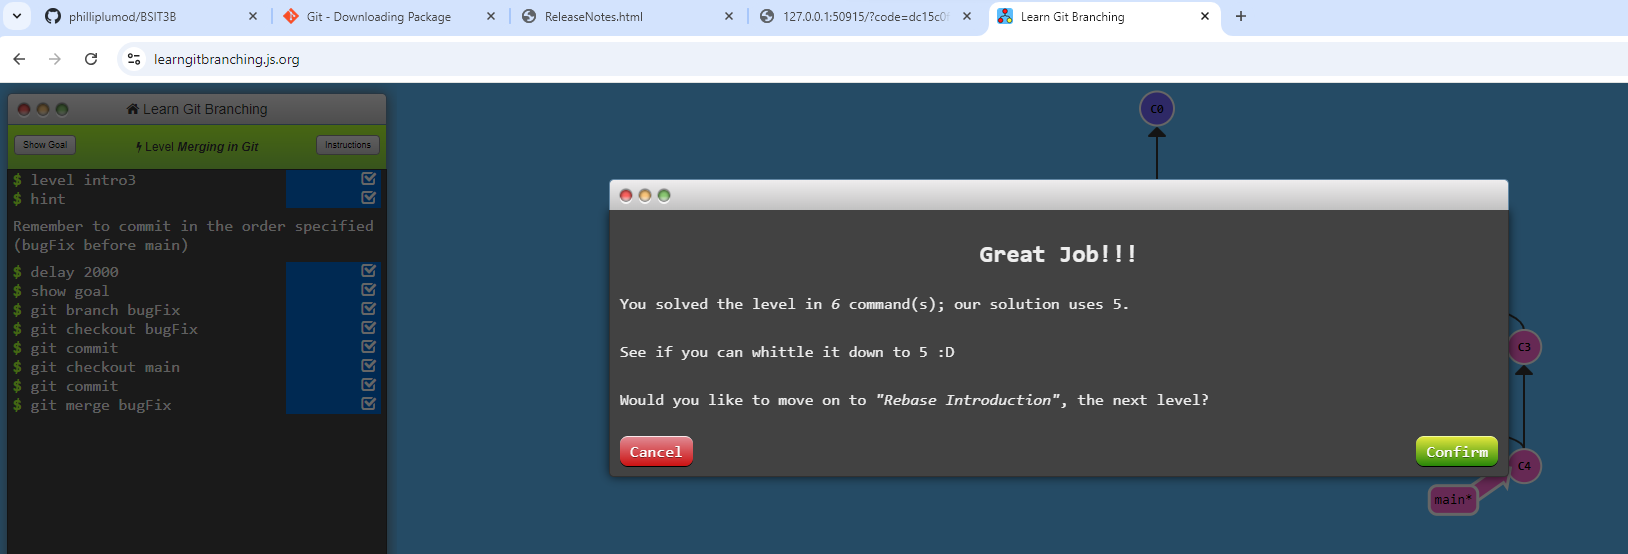 philliplumod/BSIT3B
Git - Downloading Package
ReleaseNotes.html
127.0.0.1:50915/?code=dc15c0f
Learn Git Branching
learngitbranching.js.org
Learn Git Branching
Show Goal
Level Merging in Git
Instructions
$ level intro3
$ hint
Remember to commit in the order specified
(bugFix before main)
$ delay 2000
$ show goal
$ git branch bugFix
$ git checkout bugFix
$ git commit
$ git checkout main
$ git commit
$ git merge bugFix
C0
Great Job!!!
You solved the level in 6 command(s); our solution uses 5.
See if you can whittle it down to 5 :D
Would you like to move on to "Rebase Introduction", the next level?
Cancel
Confirm
C3
C4
main*